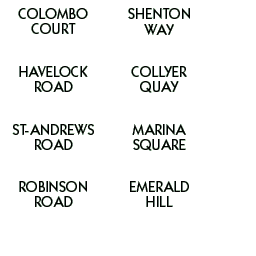 COLOMBO
COURT
SHENTON
WAY
HAVELOCK
ROAD
COLLYER
QUAY
ST-ANDREWS
ROAD
MARINA
SQUARE
ROBINSON
ROAD
EMERALD
HILL